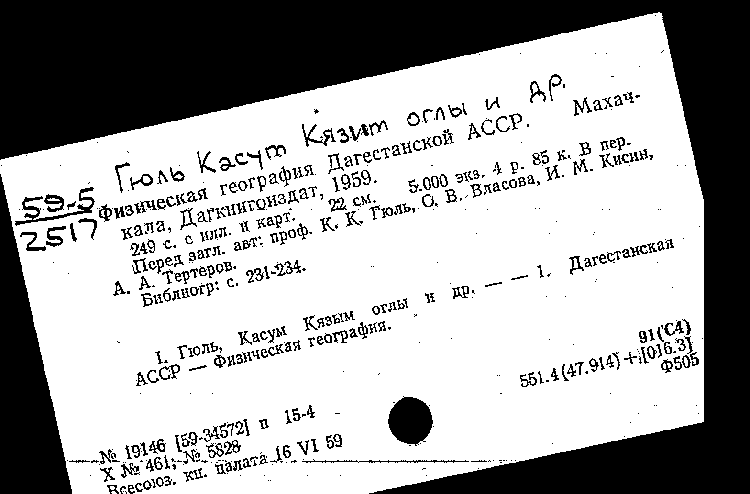 Гюль Касум Кязим оглы и др.
59-5
2517
Физическая география Дагестанской АССР. Махач-
кала, Дагкнигоиздат, 1959.
249 с. с илл. и карт. 22 см. 5.000 экз. 4 р. 85 к. В пер.
Перед загл. авт: проф. К. К. Гюль, С. В. Власова, И. М. Кисин,
А. А. Тертеров.
Библиогр: с. 231-234.
I. Гюль, Касум Кязым оглы и др. — — 1. Дагестанская
АССР — Физическая география.
91(С4)
551.4(47.914)+[016.3]
Ф505
№ 19146 [59-34572] п 15-4
X № 461; № 5828
Всесоюз. кн. палата 16 VI 59